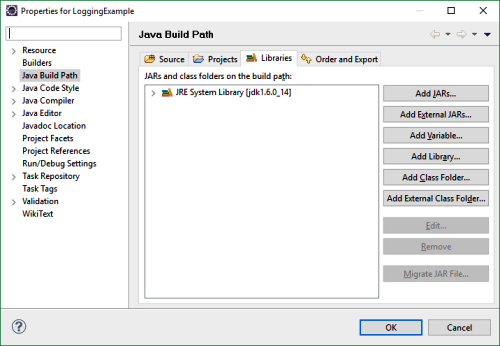 Properties for LoggingExample
Resource
Builders
Java Build Path
Java Code Style
Java Compiler
Java Editor
Javadoc Location
Project Facets
Project References
Run/Debug Settings
Task Repository
Task Tags
Validation
WikiText
Java Build Path
Source Projects Libraries Order and Export
JARs and class folders on the build path:
JRE System Library [jdk1.6.0_14]
Add JARs...
Add External JARs...
Add Variable...
Add Library...
Add Class Folder...
Add External Class Folder...
Edit...
Remove
Migrate JAR File...
OK Cancel